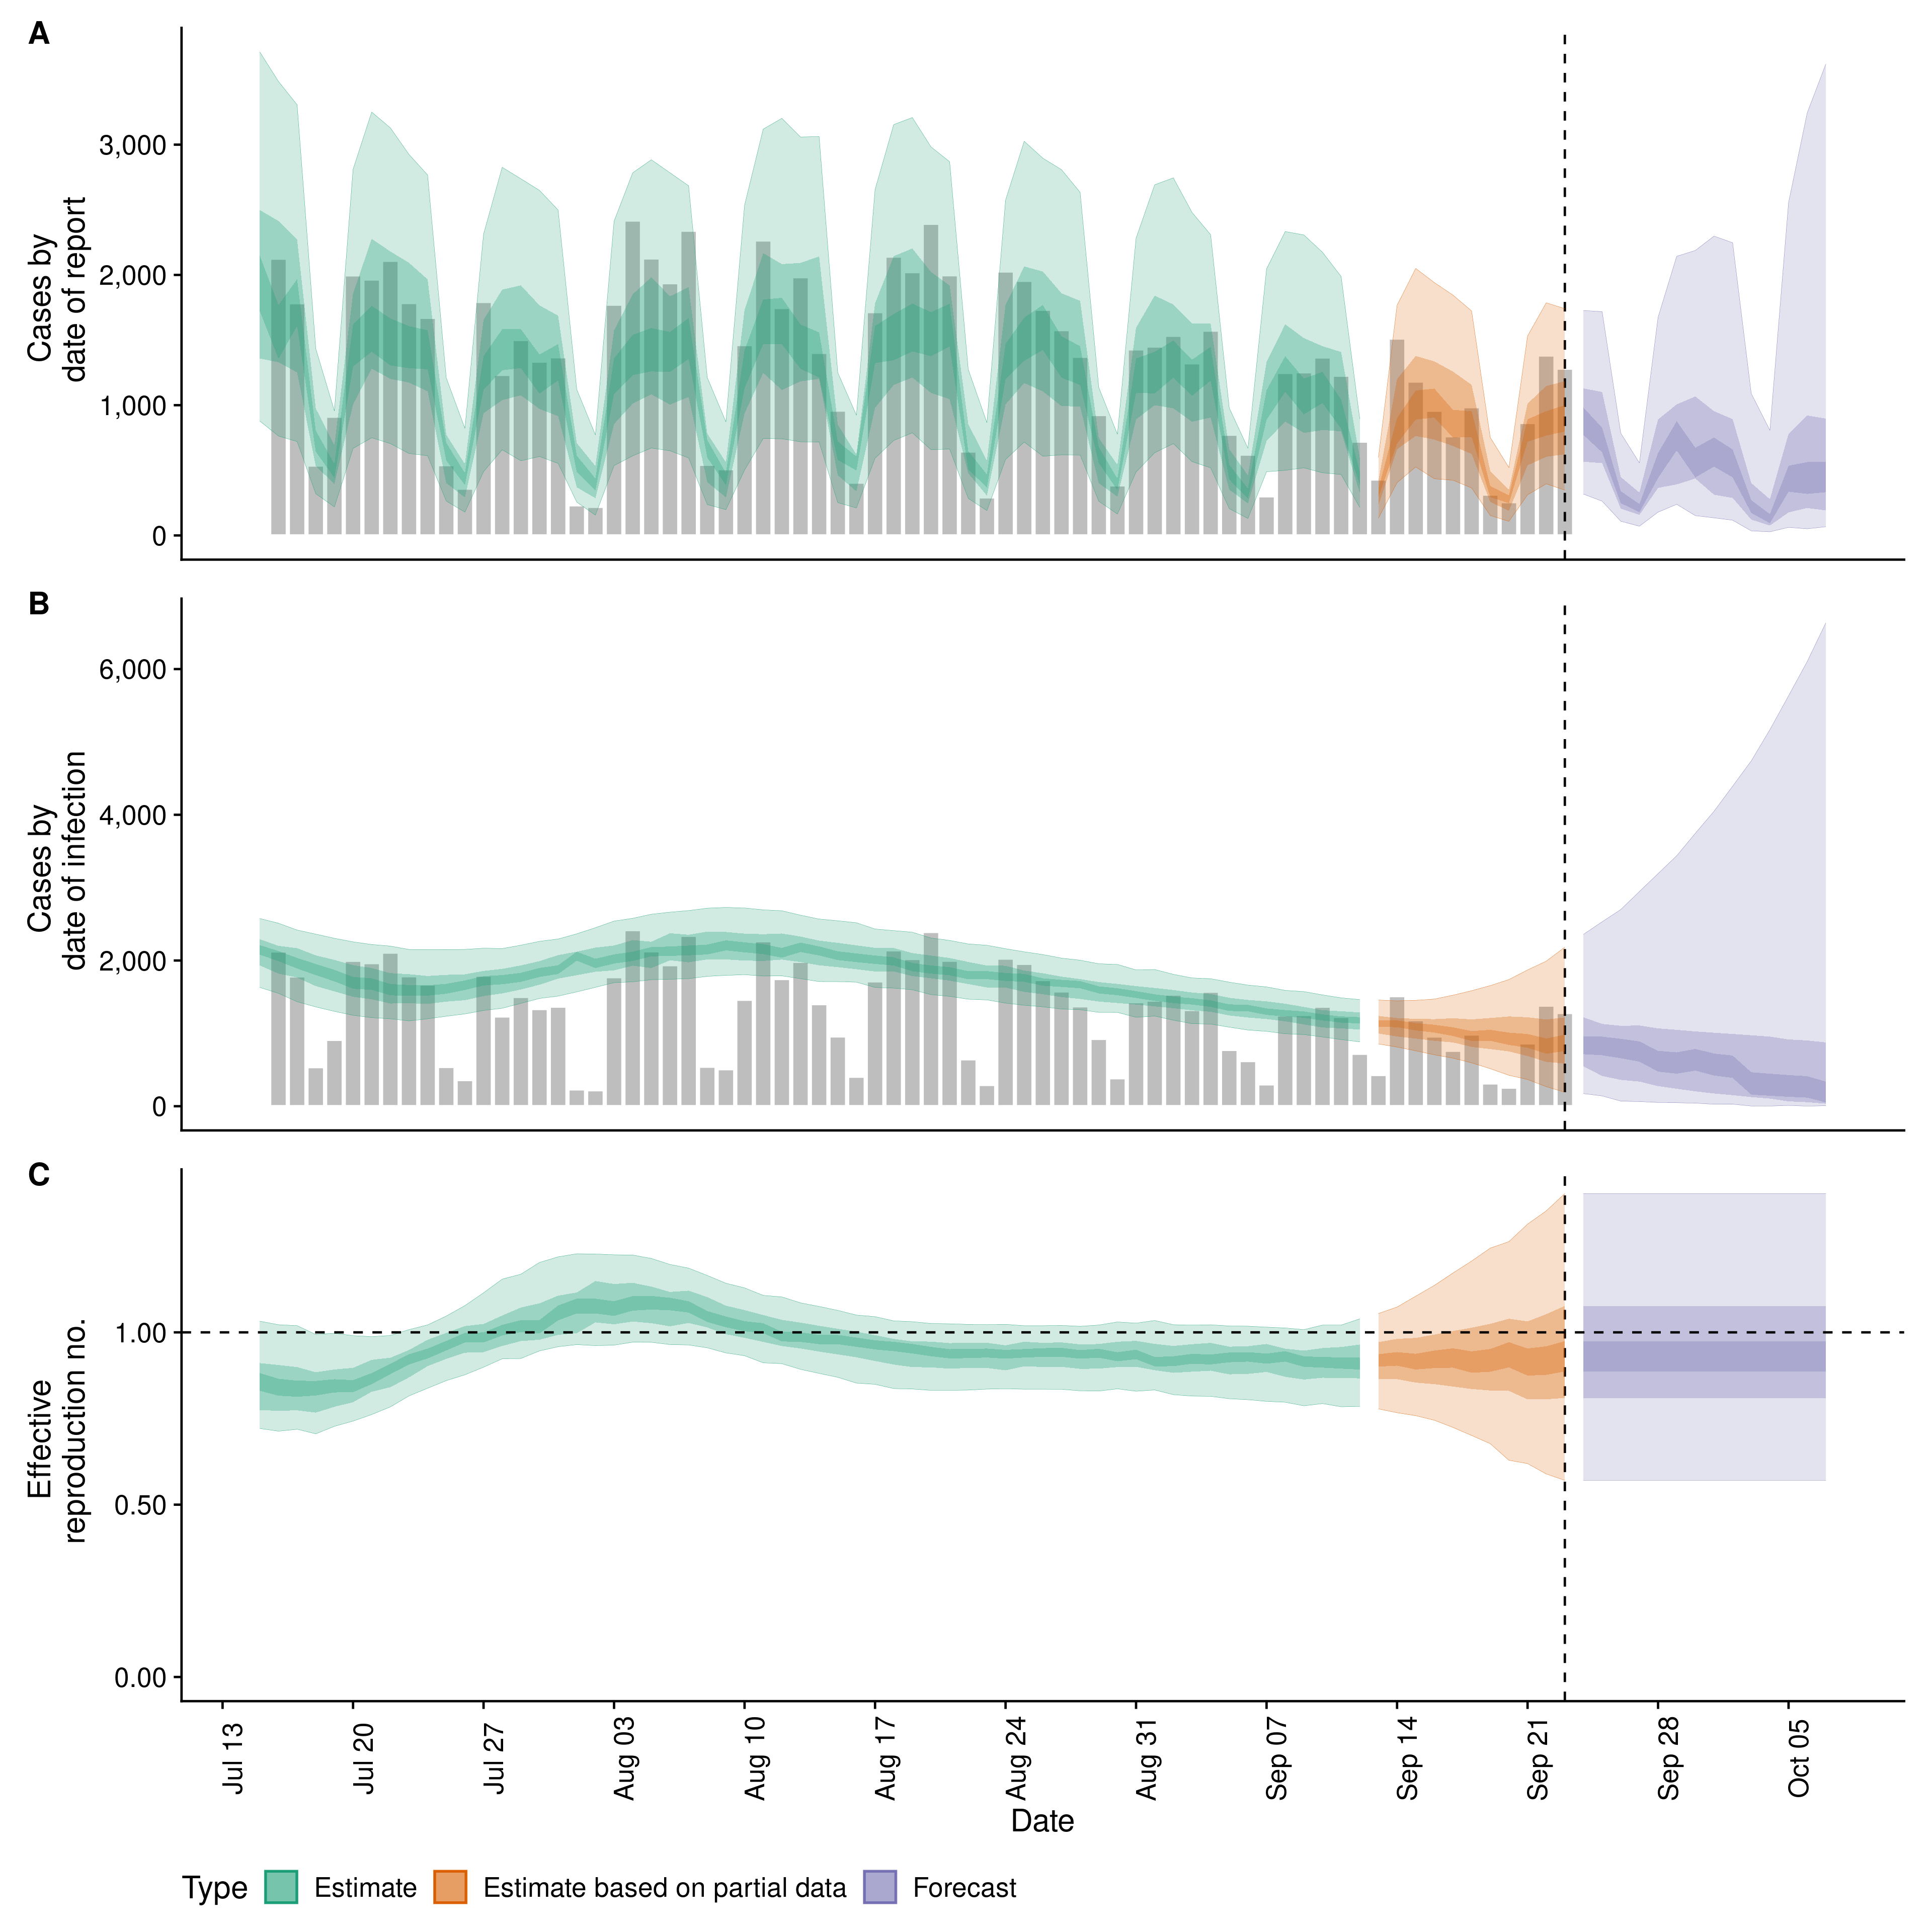 A
Cases by
date of report
3,000
2,000
1,000
0
B
Cases by
date of infection
6,000
4,000
2,000
0
C
Effective
reproduction no.
1.00
0.50
0.00
Jul 13
Jul 20
Jul 27
Aug 03
Aug 10
Aug 17
Aug 24
Aug 31
Sep 07
Sep 14
Sep 21
Sep 28
Oct 05
Date
Type
Estimate
Estimate based on partial data
Forecast